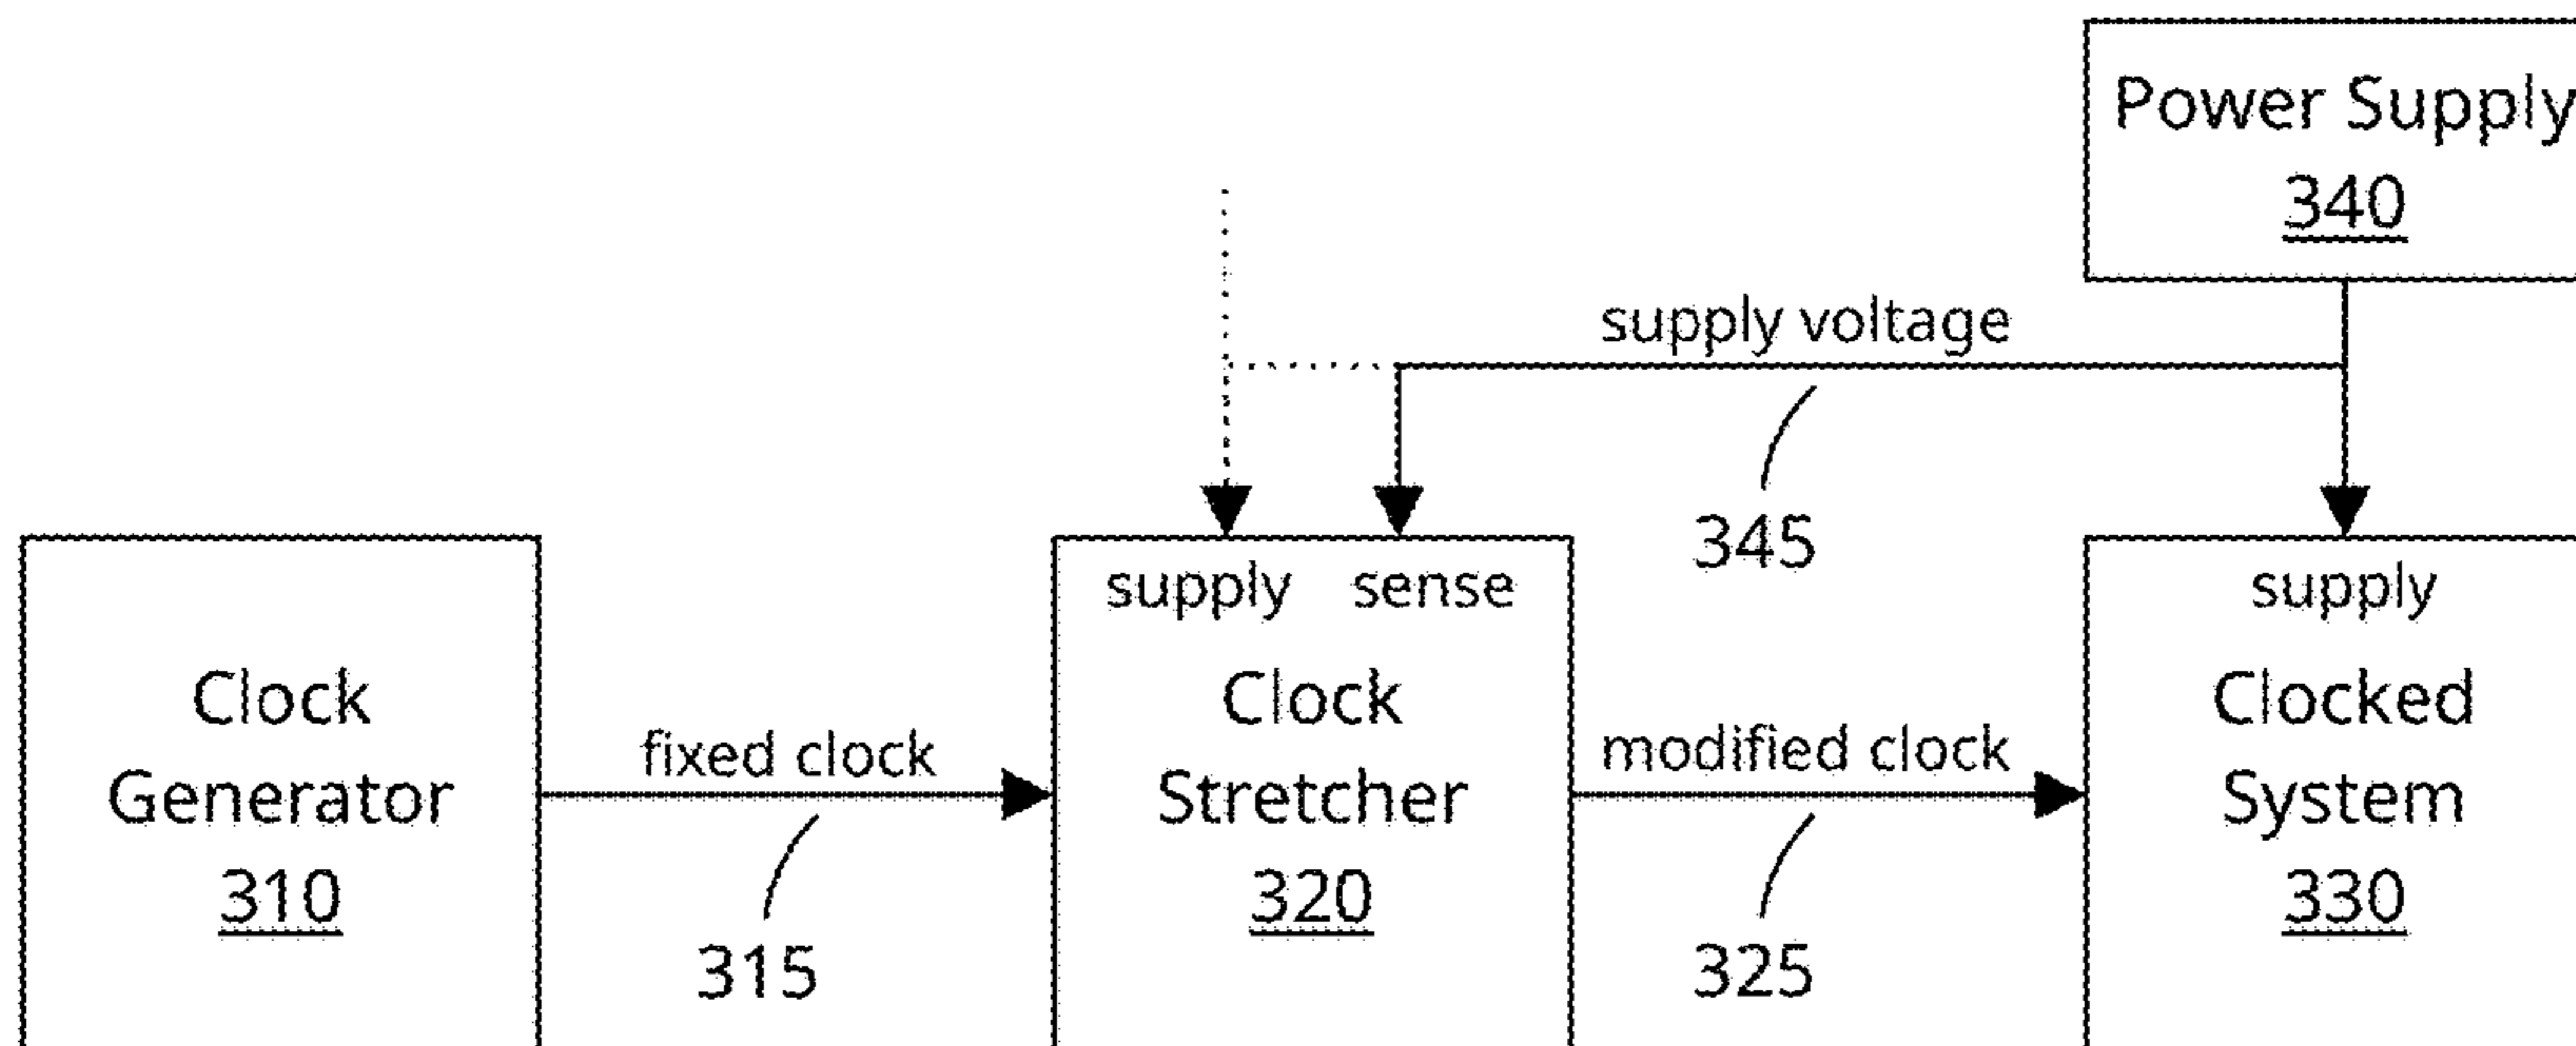 Power Supply
340
supply voltage
345
supply sense
supply
Clock
Generator
310
fixed clock
315
Clock
Stretcher
320
modified clock
325
Clocked
System
330